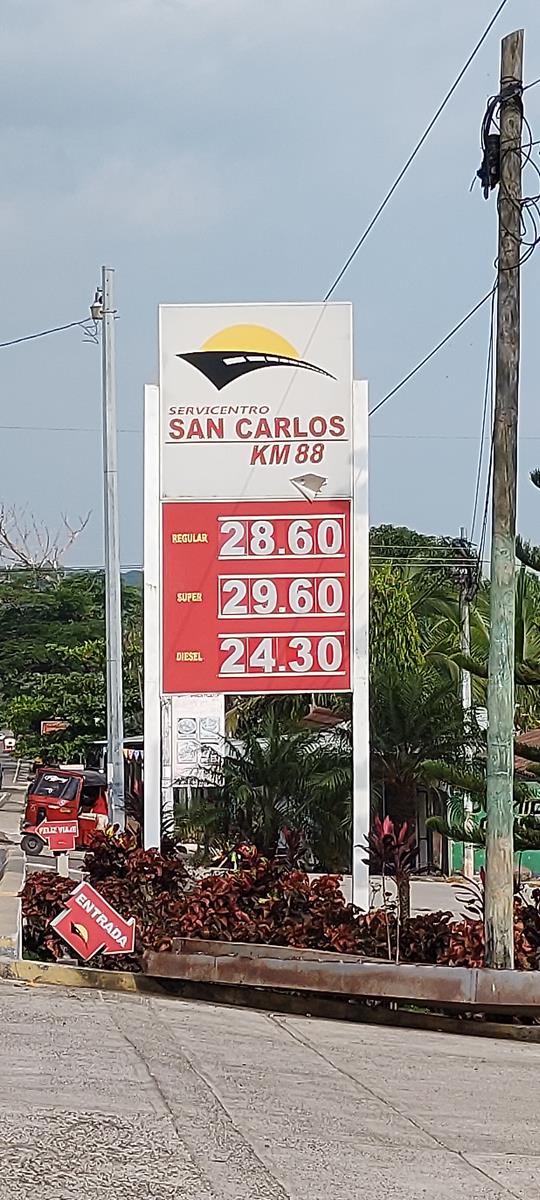 SERVICENTRO
SAN CARLOS
KM 88
REGULAR 28.60
SUPER 29.60
DIESEL 24.30
FELIZ VIAJE
ENTRADA